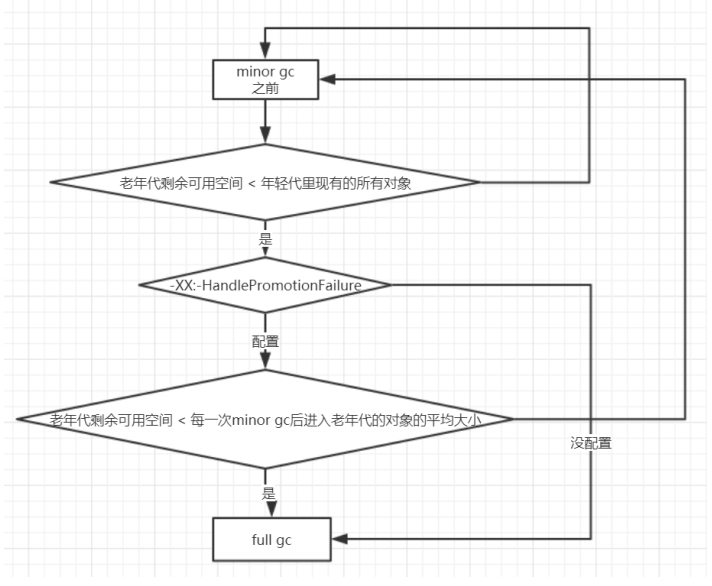 minor gc
之前
老年代剩余可用空间 < 年轻代里现有的所有对象
是
-XX:-HandlePromotionFailure
配置
老年代剩余可用空间 < 每一次minor gc后进入老年代的对象的平均大小
没配置
是
full gc